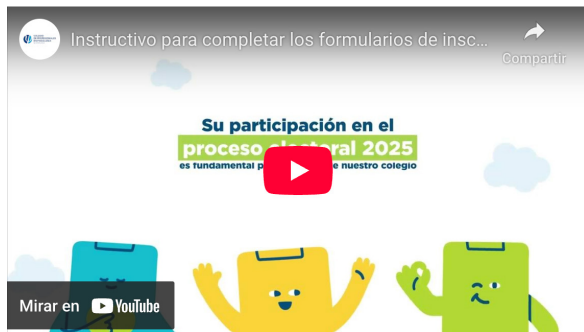 Instructivo para completar los formularios de insc...
Compartir
Su participación en el
proceso electoral 2025
es fundamental p e nuestro colegio
Mirar en YouTube